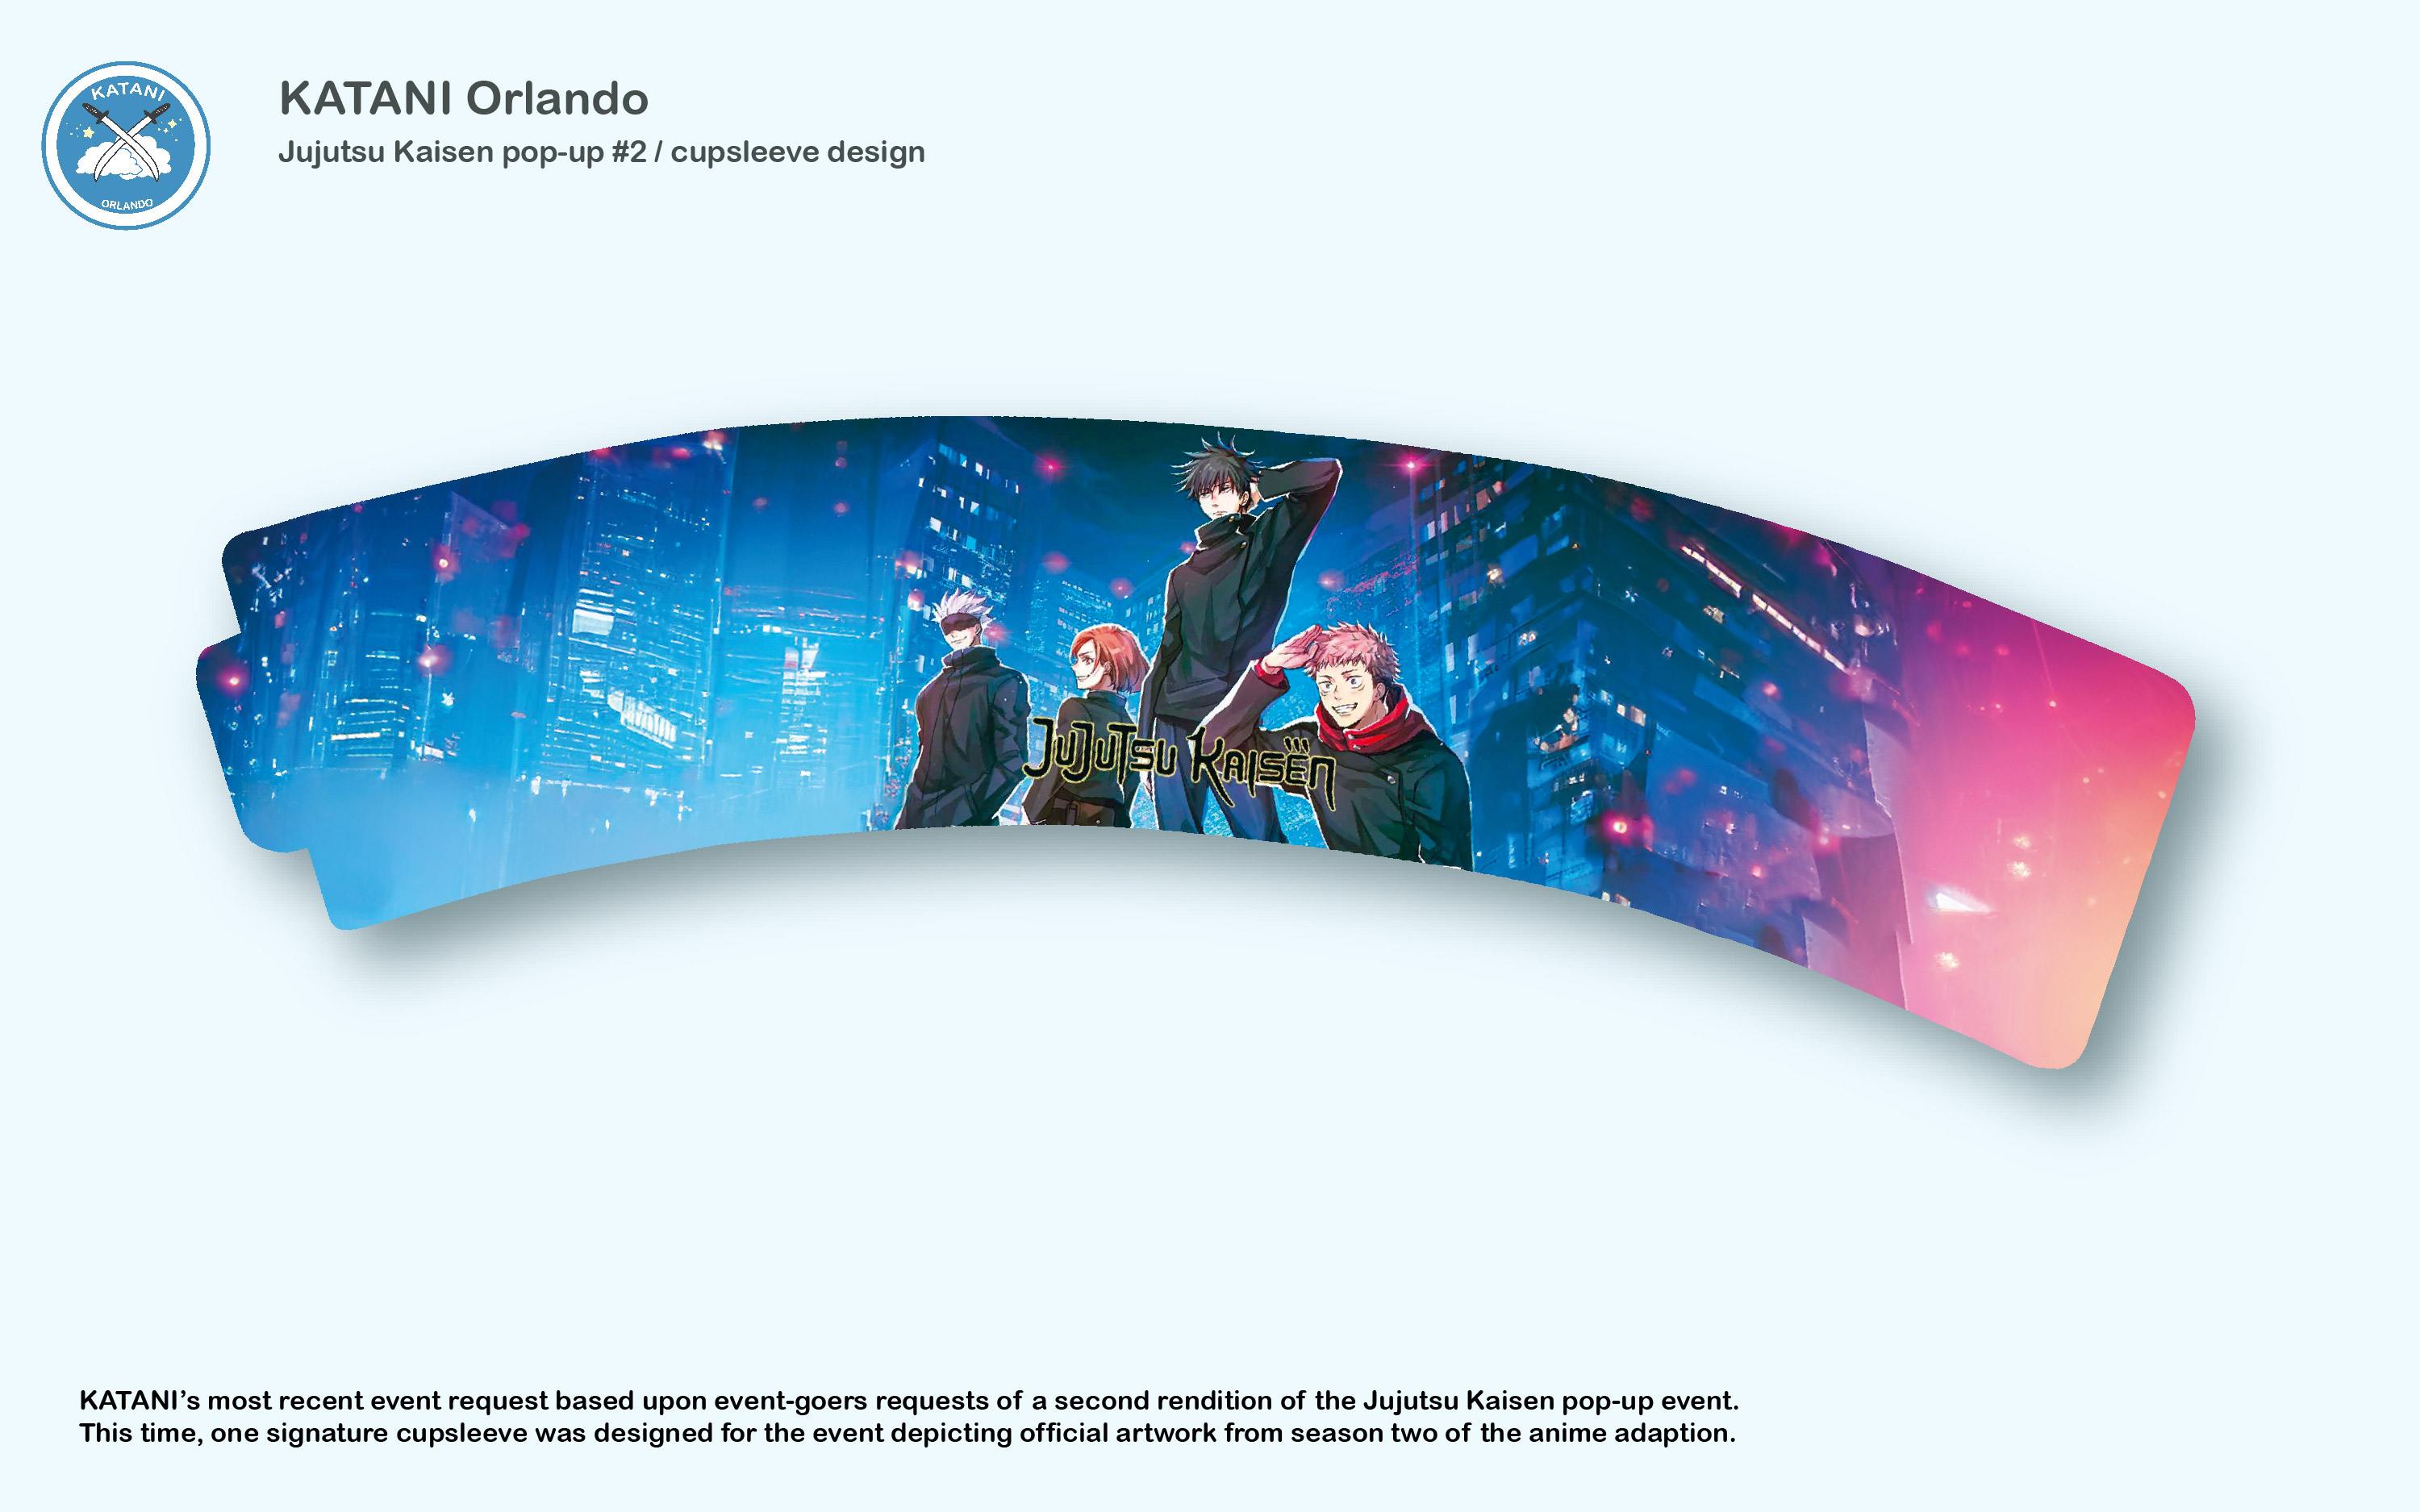 KATANI
ORLANDO
KATANI Orlando
Jujutsu Kaisen pop-up #2 / cupsleeve design
JUJUTSU KAISEN
KATANI’s most recent event request based upon event-goers requests of a second rendition of the Jujutsu Kaisen pop-up event.
This time, one signature cupsleeve was designed for the event depicting official artwork from season two of the anime adaption.